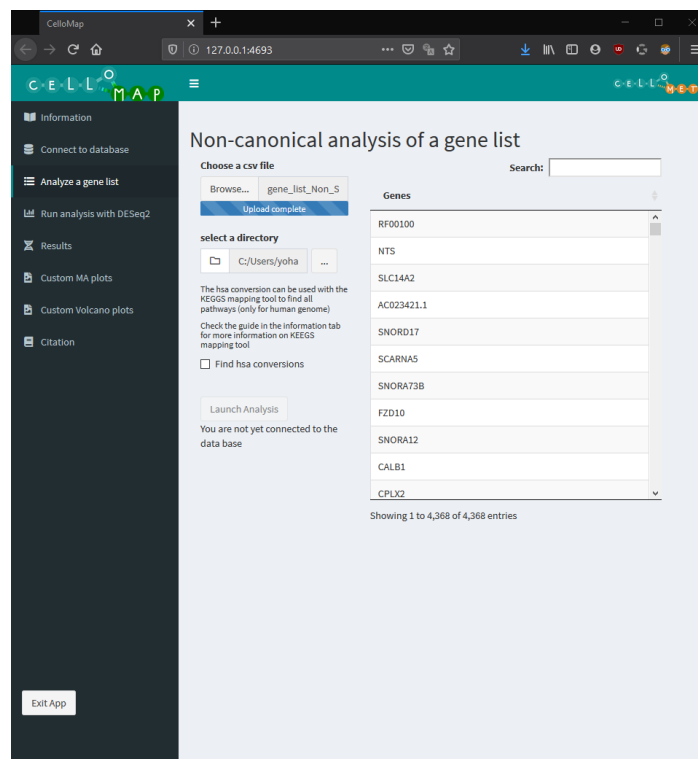 CelloMap
127.0.0.1:4693
C·E·L·L·O
M A P
C·E·L·L·O
M·E·T
Information
Connect to database
Analyze a gene list
Run analysis with DESeq2
Results
Custom MA plots
Custom Volcano plots
Citation
Exit App
Non-canonical analysis of a gene list
Choose a csv file
Browse... gene_list_Non_S
Upload complete
select a directory
C:/Users/yoha ...
The hsa conversion can be used with the
KEGGS mapping tool to find all
pathways (only for human genome)
Check the guide in the information tab
for more information on KEEGS
mapping tool
Find hsa conversions
Launch Analysis
You are not yet connected to the
data base
Search:
Genes
RF00100
NTS
SLC14A2
AC023421.1
SNORD17
SCARNA5
SNORA73B
FZD10
SNORA12
CALB1
CPLX2
Showing 1 to 4,368 of 4,368 entries